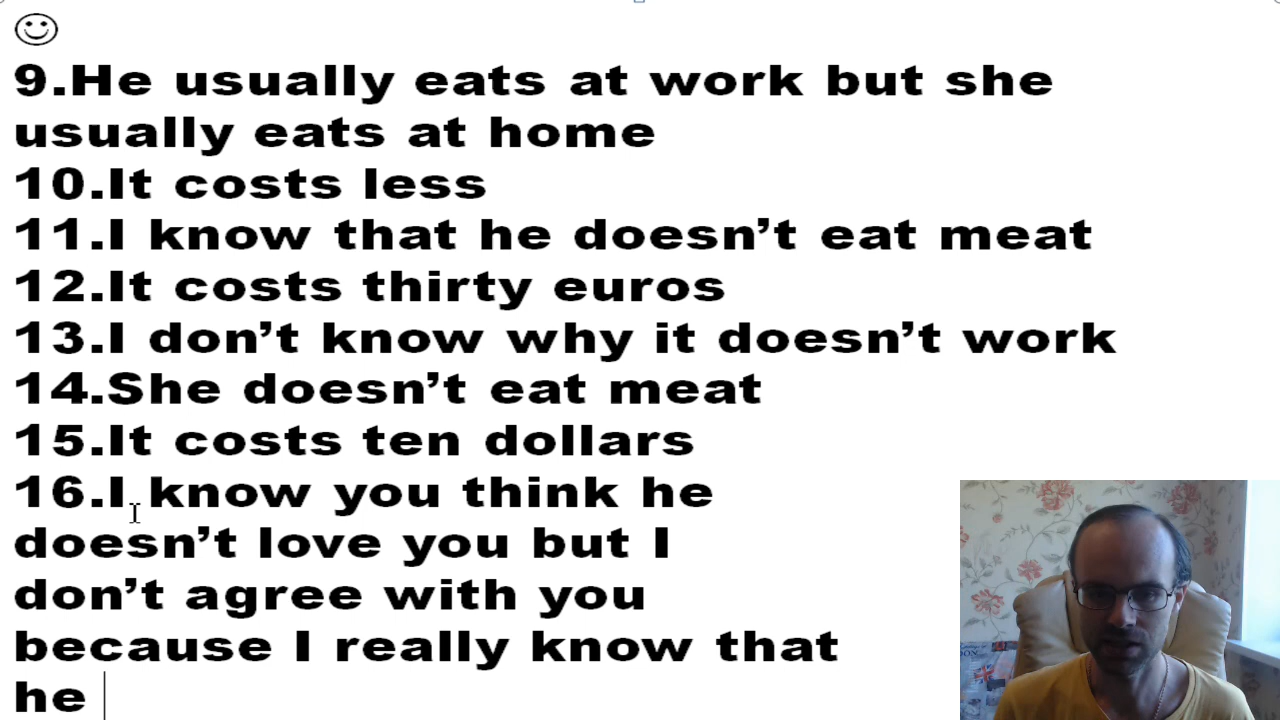 9.He usually eats at work but she
usually eats at home
10.It costs less
11.I know that he doesn’t eat meat
12.It costs thirty euros
13.I don’t know why it doesn’t work
14.She doesn’t eat meat
15.It costs ten dollars
16.I know you think he
doesn’t love you but I
don’t agree with you
because I really know that
he